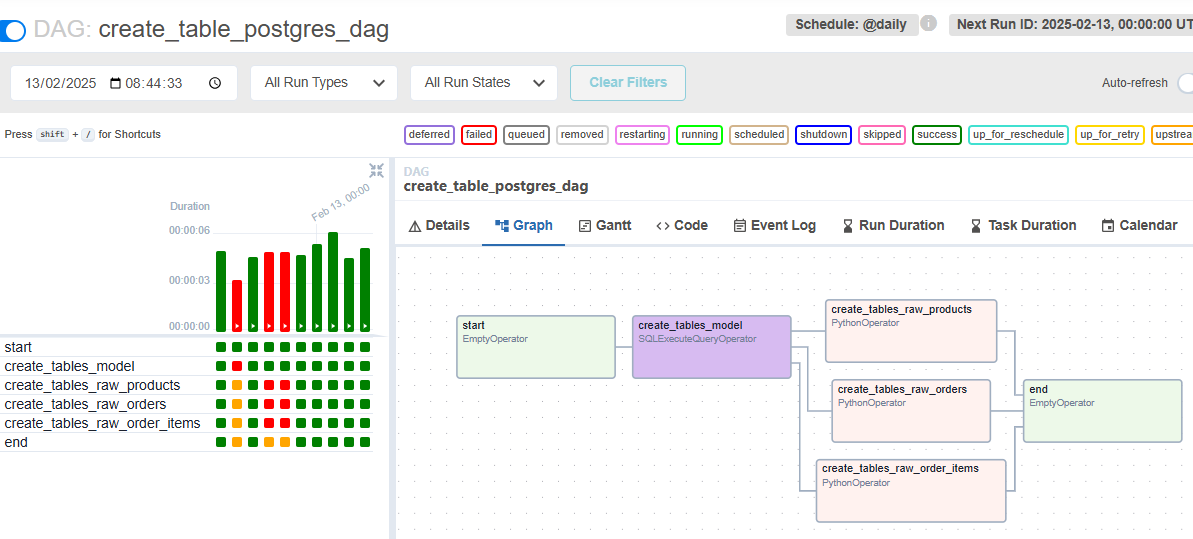 DAG: create_table_postgres_dag
Schedule: @daily
Next Run ID: 2025-02-13, 00:00:00 UT
13/02/2025 08:44:33
All Run Types
All Run States
Clear Filters
Auto-refresh
Press shift + / for Shortcuts
deferred failed queued removed restarting running scheduled shutdown skipped success up_for_reschedule up_for_retry upstrea
DAG
create_table_postgres_dag
Duration
Feb 13, 00:00
00:00:06
00:00:03
00:00:00
start
create_tables_model
create_tables_raw_products
create_tables_raw_orders
create_tables_raw_order_items
end
Details Graph Gantt Code Event Log Run Duration Task Duration Calendar
start
EmptyOperator
create_tables_model
SQLExecuteQueryOperator
create_tables_raw_products
PythonOperator
create_tables_raw_orders
PythonOperator
create_tables_raw_order_items
PythonOperator
end
EmptyOperator